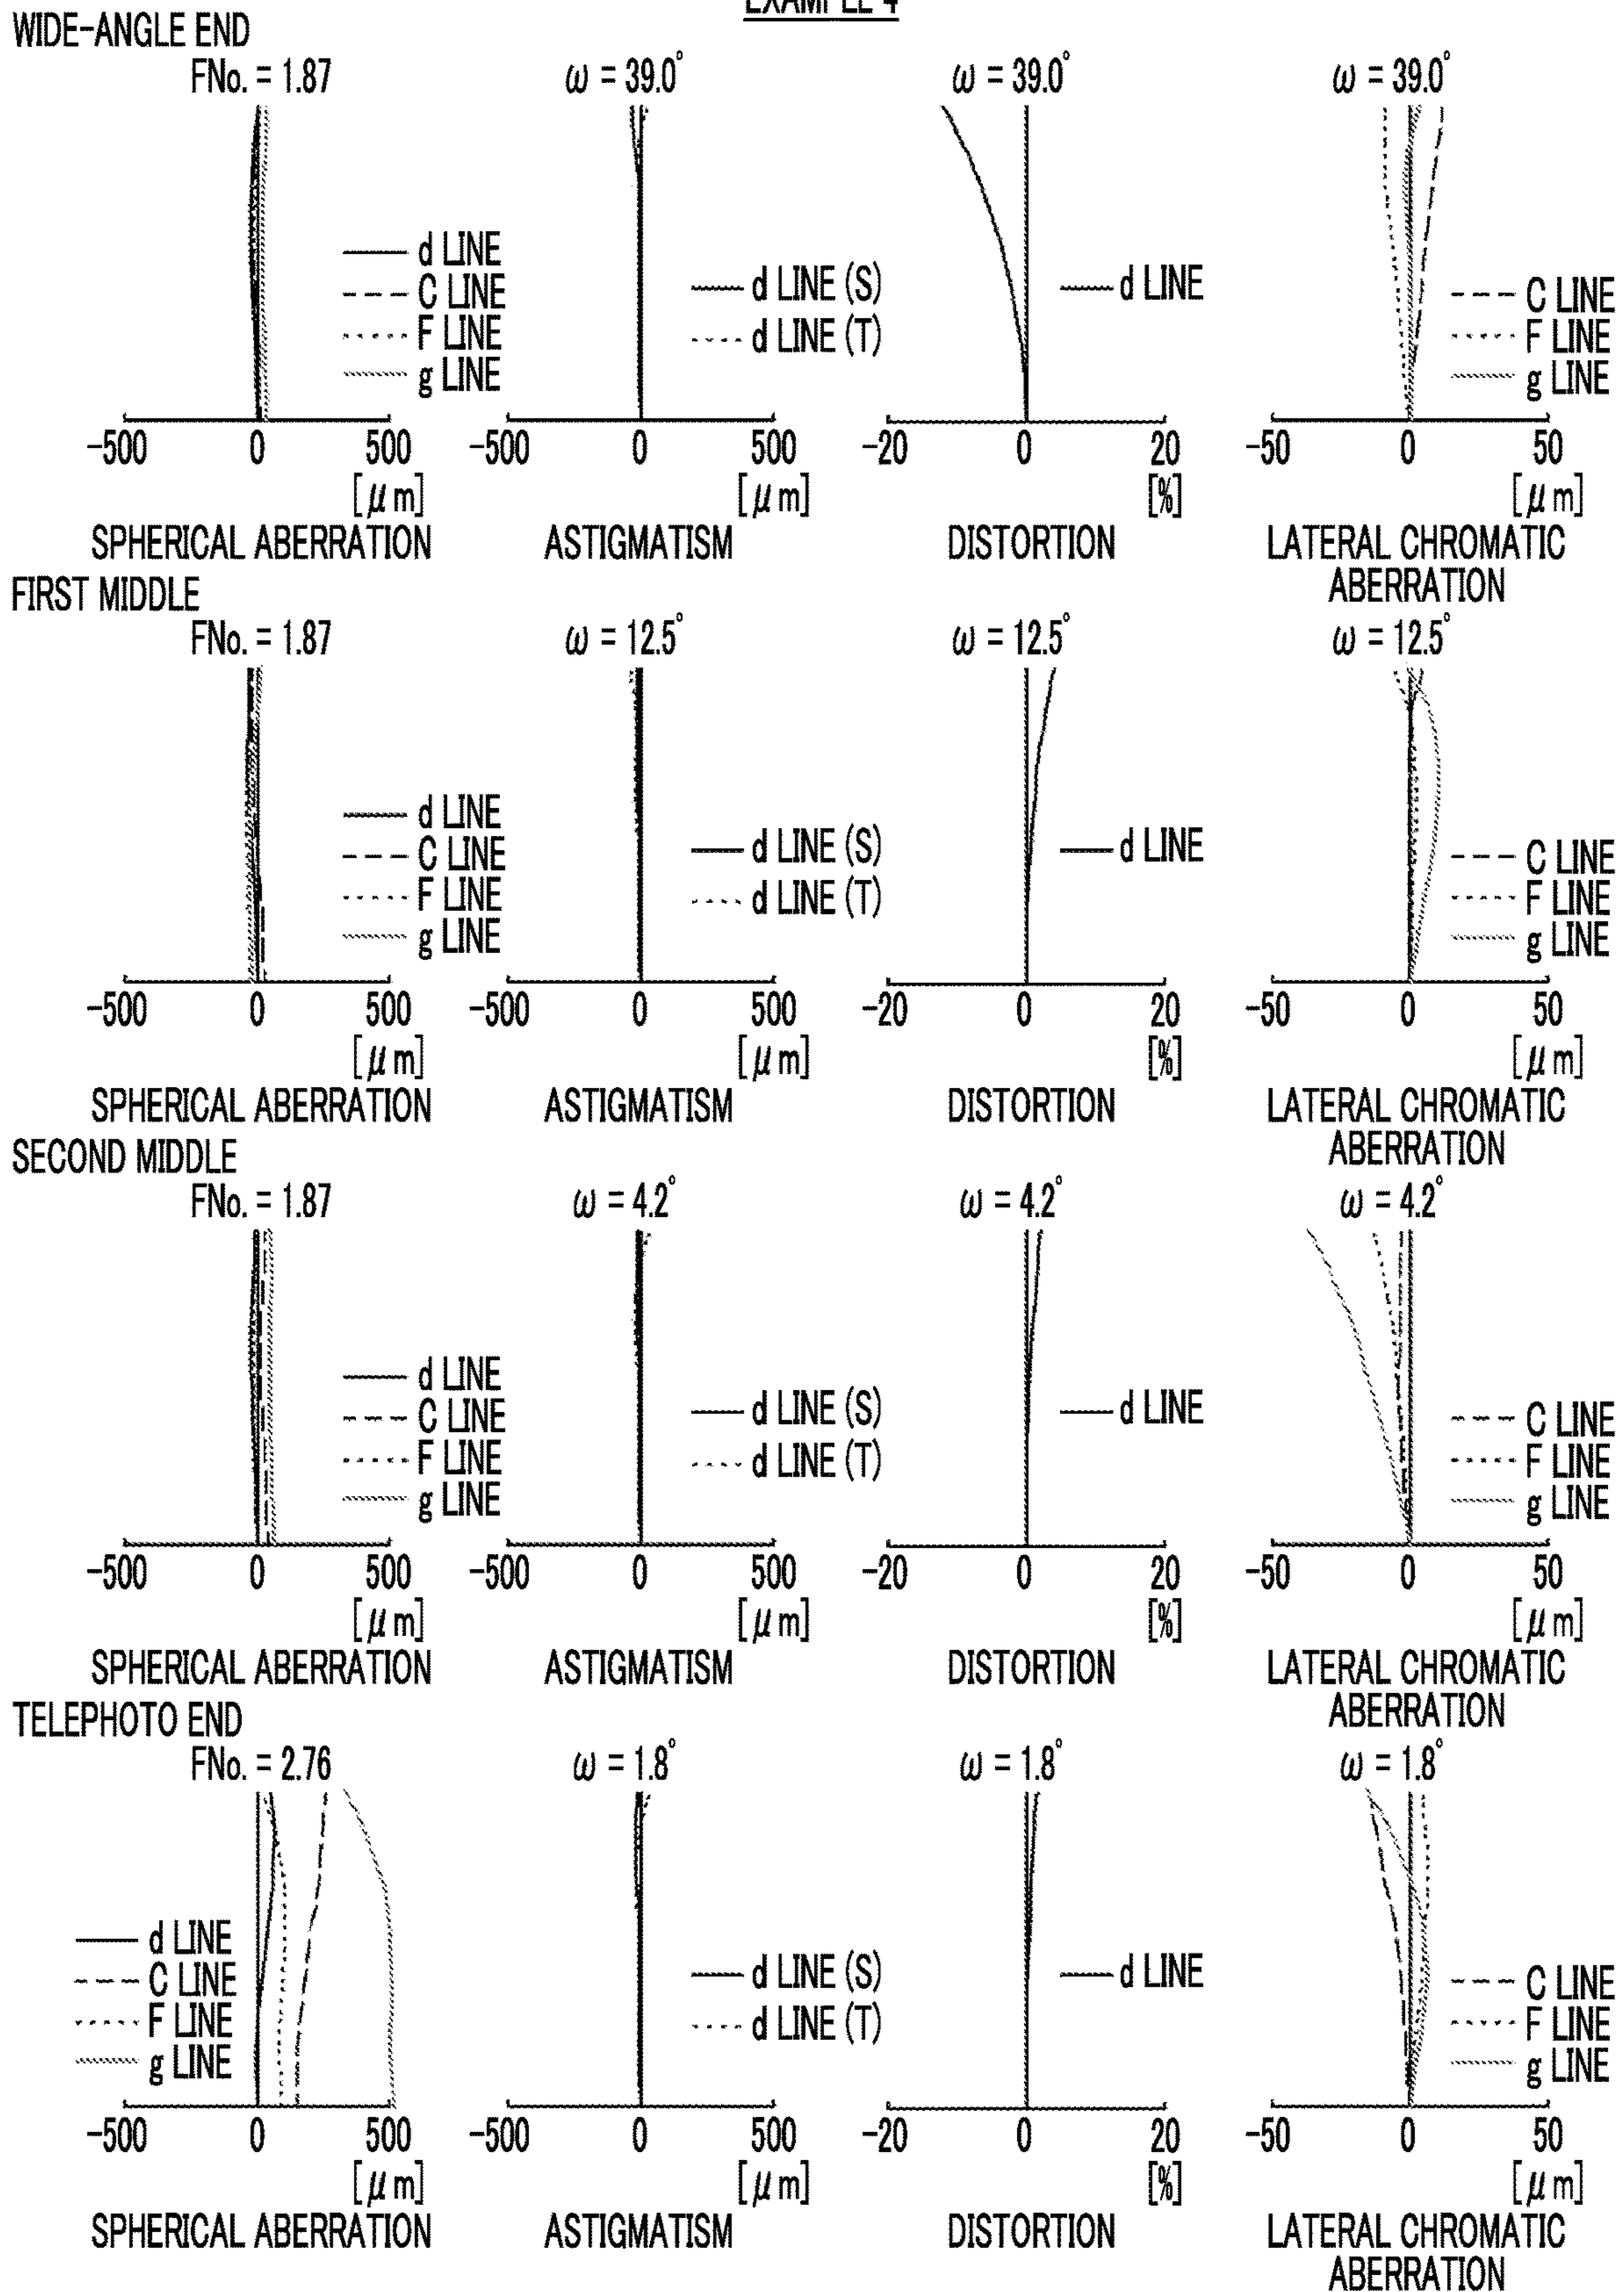 EXAMPLE 4
WIDE-ANGLE END
FNo. = 1.87
ω = 39.0°
ω = 39.0°
ω = 39.0°
d LINE
C LINE
F LINE
g LINE
d LINE (S)
d LINE (T)
d LINE
C LINE
F LINE
g LINE
-500 0 500
-500 0 500
-20 0 20
-50 0 50
[μm]
[μm]
[%]
[μm]
SPHERICAL ABERRATION
ASTIGMATISM
DISTORTION
LATERAL CHROMATIC
ABERRATION
FIRST MIDDLE
FNo. = 1.87
ω = 12.5°
ω = 12.5°
ω = 12.5°
d LINE
C LINE
F LINE
g LINE
d LINE (S)
d LINE (T)
d LINE
C LINE
F LINE
g LINE
-500 0 500
-500 0 500
-20 0 20
-50 0 50
[μm]
[μm]
[%]
[μm]
SPHERICAL ABERRATION
ASTIGMATISM
DISTORTION
LATERAL CHROMATIC
ABERRATION
SECOND MIDDLE
FNo. = 1.87
ω = 4.2°
ω = 4.2°
ω = 4.2°
d LINE
C LINE
F LINE
g LINE
d LINE (S)
d LINE (T)
d LINE
C LINE
F LINE
g LINE
-500 0 500
-500 0 500
-20 0 20
-50 0 50
[μm]
[μm]
[%]
[μm]
SPHERICAL ABERRATION
ASTIGMATISM
DISTORTION
LATERAL CHROMATIC
ABERRATION
TELEPHOTO END
FNo. = 2.76
ω = 1.8°
ω = 1.8°
ω = 1.8°
d LINE
C LINE
F LINE
g LINE
d LINE (S)
d LINE (T)
d LINE
C LINE
F LINE
g LINE
-500 0 500
-500 0 500
-20 0 20
-50 0 50
[μm]
[μm]
[%]
[μm]
SPHERICAL ABERRATION
ASTIGMATISM
DISTORTION
LATERAL CHROMATIC
ABERRATION